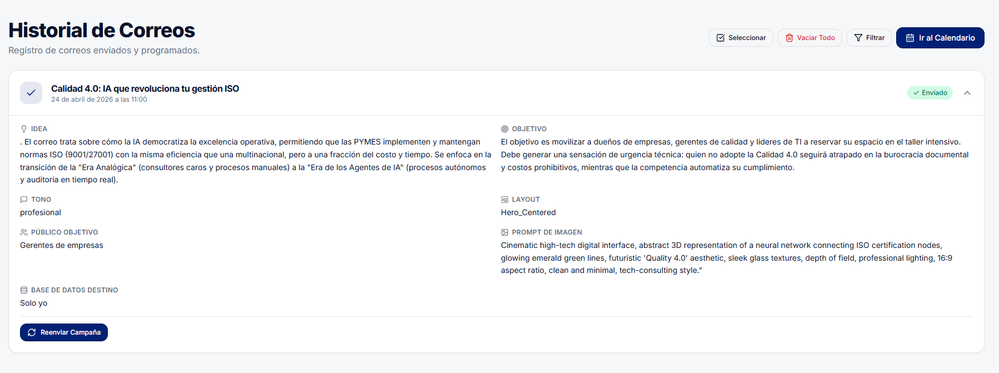 Historial de Correos
Registro de correos enviados y programados.
Seleccionar
Vaciar Todo
Filtrar
Ir al Calendario
Calidad 4.0: IA que revoluciona tu gestión ISO
24 de abril de 2026 a las 11:00
Enviado
IDEA
. El correo trata sobre cómo la IA democratiza la excelencia operativa, permitiendo que las PYMES implementen y mantengan
normas ISO (9001/27001) con la misma eficiencia que una multinacional, pero a una fracción del costo y tiempo. Se enfoca en la
transición de la "Era Analógica" (consultores caros y procesos manuales) a la "Era de los Agentes de IA" (procesos autónomos
y auditoría en tiempo real).
OBJETIVO
El objetivo es movilizar a dueños de empresas, gerentes de calidad y líderes de TI a reservar su espacio en el taller intensivo.
Debe generar una sensación de urgencia técnica: quien no adopte la Calidad 4.0 seguirá atrapado en la burocracia documental
y costos prohibitivos, mientras que la competencia automatiza su cumplimiento.
TONO
profesional
LAYOUT
Hero_Centered
PÚBLICO OBJETIVO
Gerentes de empresas
PROMPT DE IMAGEN
Cinematic high-tech digital interface, abstract 3D representation of a neural network connecting ISO certification nodes,
glowing emerald green lines, futuristic 'Quality 4.0' aesthetic, sleek glass textures, depth of field, professional lighting, 16:9
aspect ratio, clean and minimal, tech-consulting style."
BASE DE DATOS DESTINO
Solo yo
Reenviar Campaña